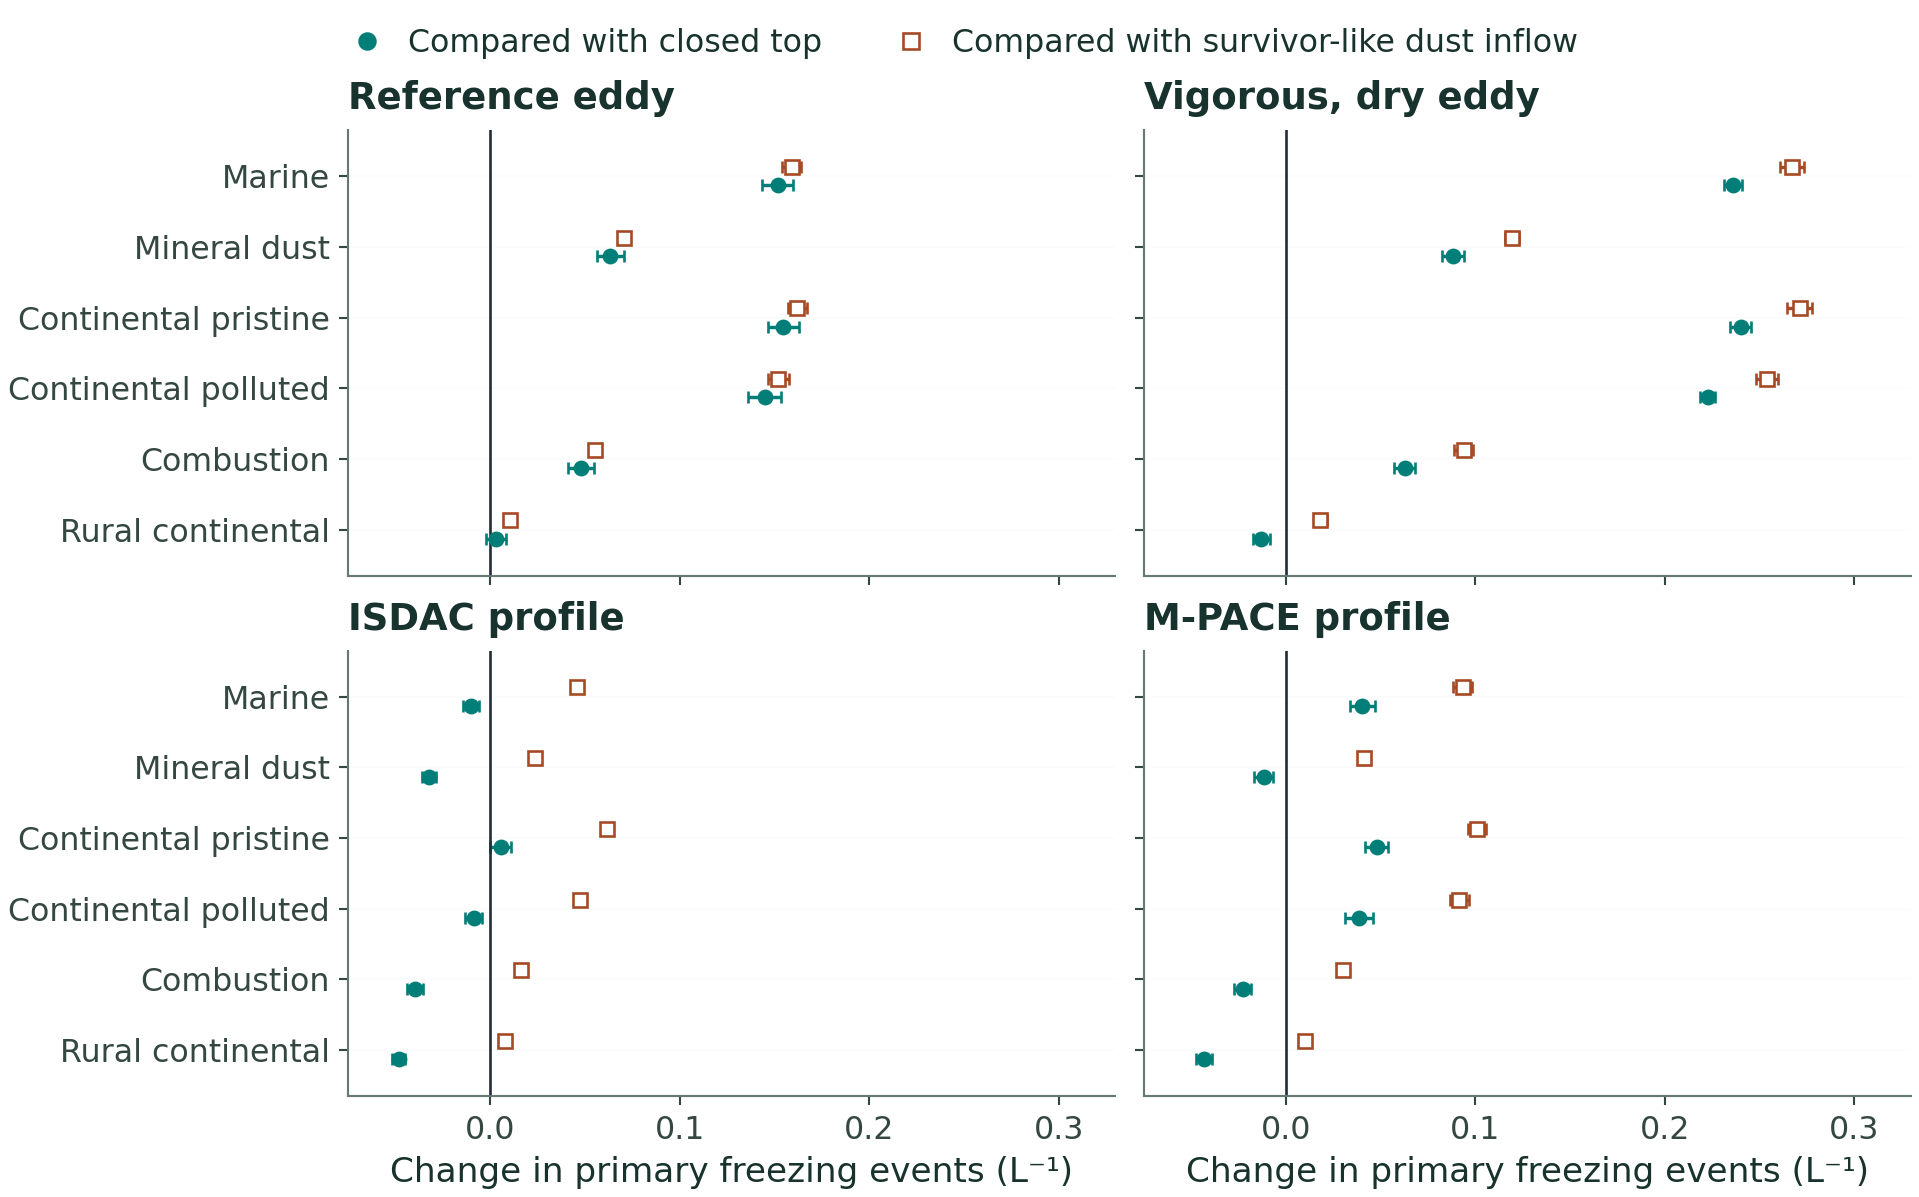 Compared with closed top
Compared with survivor-like dust inflow
Reference eddy
Vigorous, dry eddy
Marine
Mineral dust
Continental pristine
Continental polluted
Combustion
Rural continental
ISDAC profile
M-PACE profile
Marine
Mineral dust
Continental pristine
Continental polluted
Combustion
Rural continental
0.0 0.1 0.2 0.3
0.0 0.1 0.2 0.3
Change in primary freezing events (L⁻¹)
Change in primary freezing events (L⁻¹)